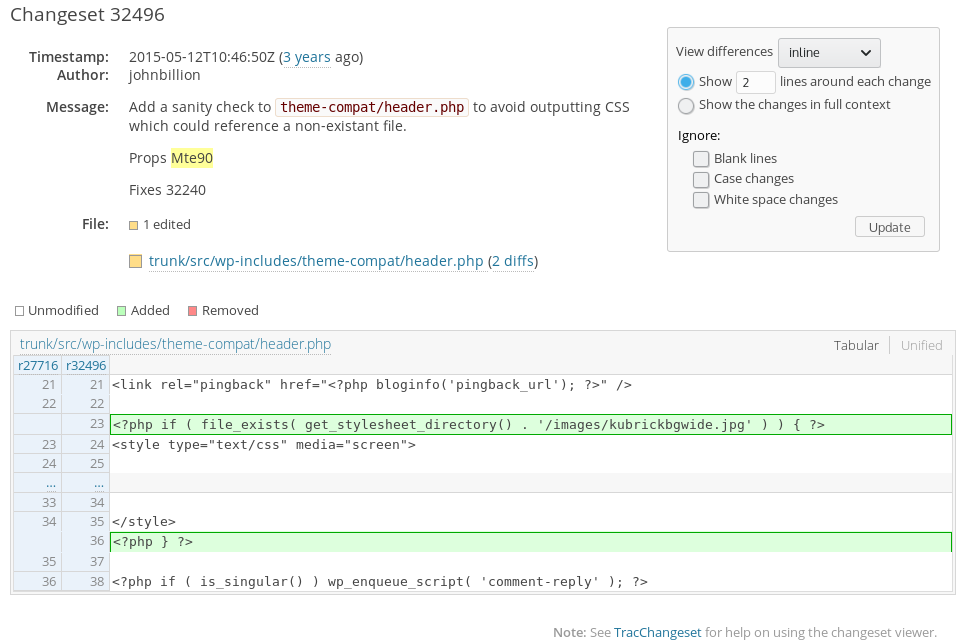 Changeset 32496
Timestamp: 2015-05-12T10:46:50Z (3 years ago)
Author: johnbillion
Message: Add a sanity check to theme-compat/header.php to avoid outputting CSS
which could reference a non-existant file.
Props Mte90
Fixes 32240
File: 1 edited
trunk/src/wp-includes/theme-compat/header.php (2 diffs)
View differences inline
Show 2 lines around each change
Show the changes in full context
Ignore:
Blank lines
Case changes
White space changes
Update
Unmodified Added Removed
trunk/src/wp-includes/theme-compat/header.php Tabular Unified
r27716 r32496
21 21 <link rel="pingback" href="<?php bloginfo('pingback_url'); ?>" />
22 22
23 <?php if ( file_exists( get_stylesheet_directory() . '/images/kubrickbgwide.jpg' ) ) { ?>
23 24 <style type="text/css" media="screen">
24 25
… …
33 34
34 35 </style>
36 <?php } ?>
35 37
36 38 <?php if ( is_singular() ) wp_enqueue_script( 'comment-reply' ); ?>
Note: See TracChangeset for help on using the changeset viewer.